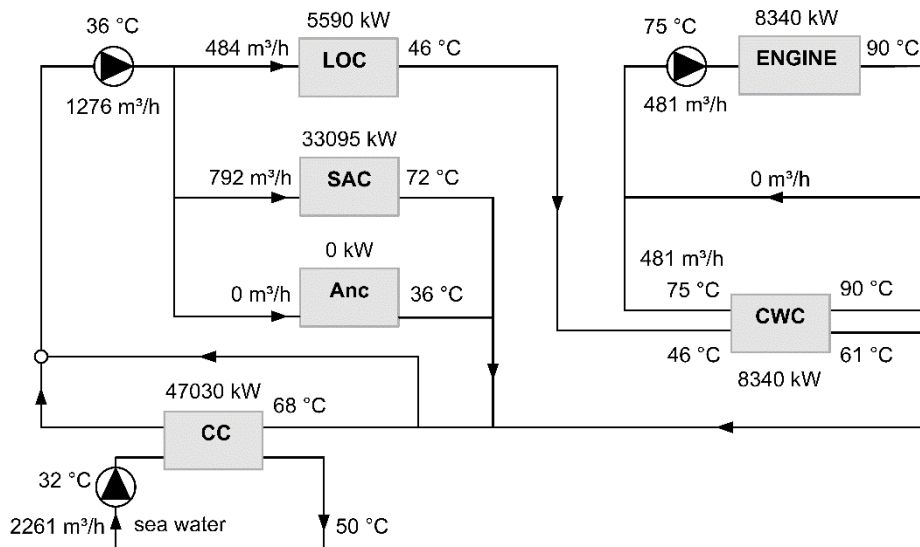 36 °C
1276 m³/h
484 m³/h
5590 kW
LOC
46 °C
75 °C
481 m³/h
8340 kW
ENGINE
90 °C
33095 kW
792 m³/h
SAC
72 °C
0 m³/h
0 kW
0 m³/h
Anc
36 °C
481 m³/h
75 °C
90 °C
CWC
46 °C
61 °C
8340 kW
47030 kW
68 °C
CC
32 °C
2261 m³/h
sea water
50 °C